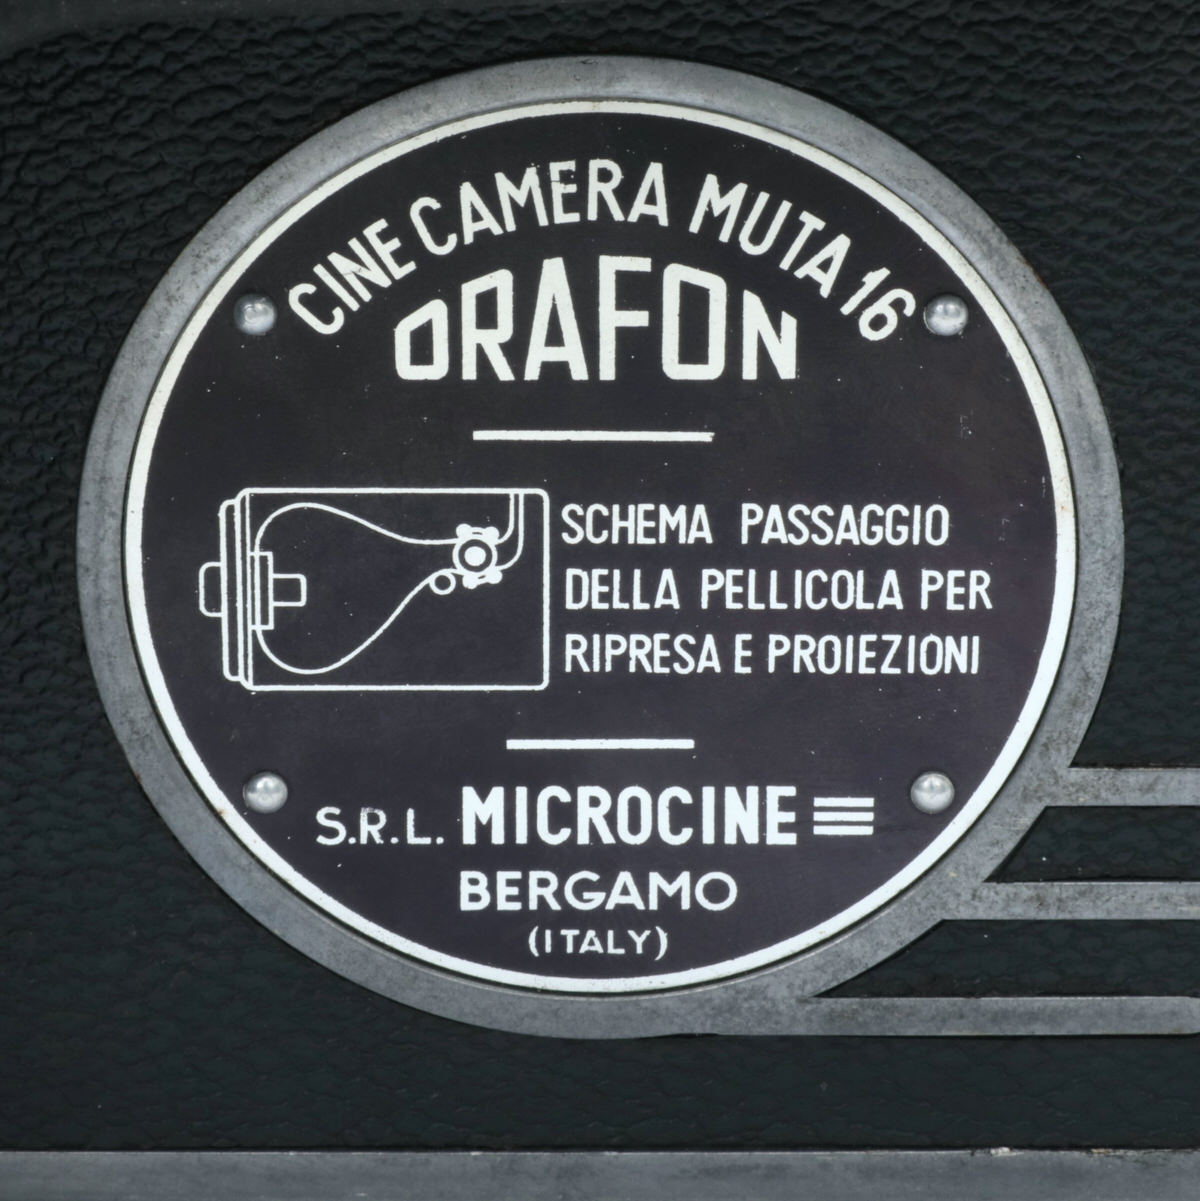 CINE CAMERA MUTA 16
ORAFON
SCHEMA PASSAGGIO
DELLA PELLICOLA PER
RIPRESA E PROIEZIONI
S.R.L. MICROCINE
BERGAMO
(ITALY)